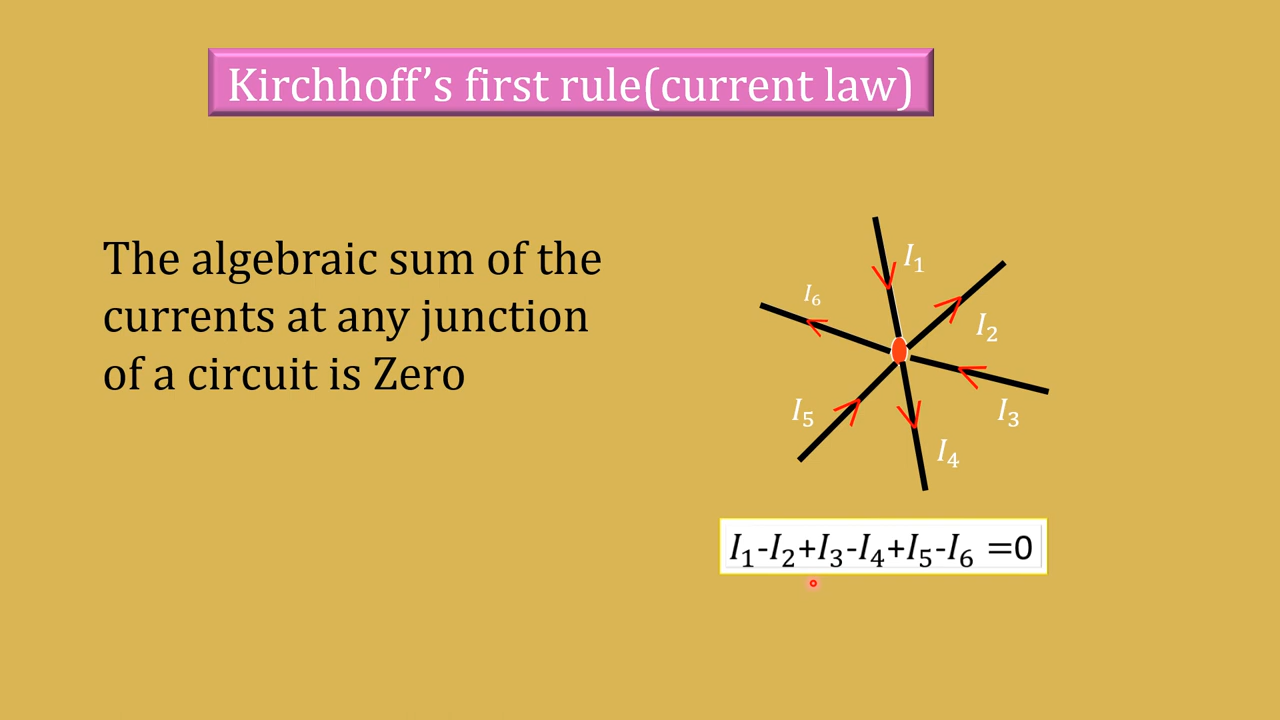 Kirchhoff’s first rule(current law)
The algebraic sum of the
currents at any junction
of a circuit is Zero
I₁
I₆
I₂
I₅
I₃
I₄
I₁-I₂+I₃-I₄+I₅-I₆ =0